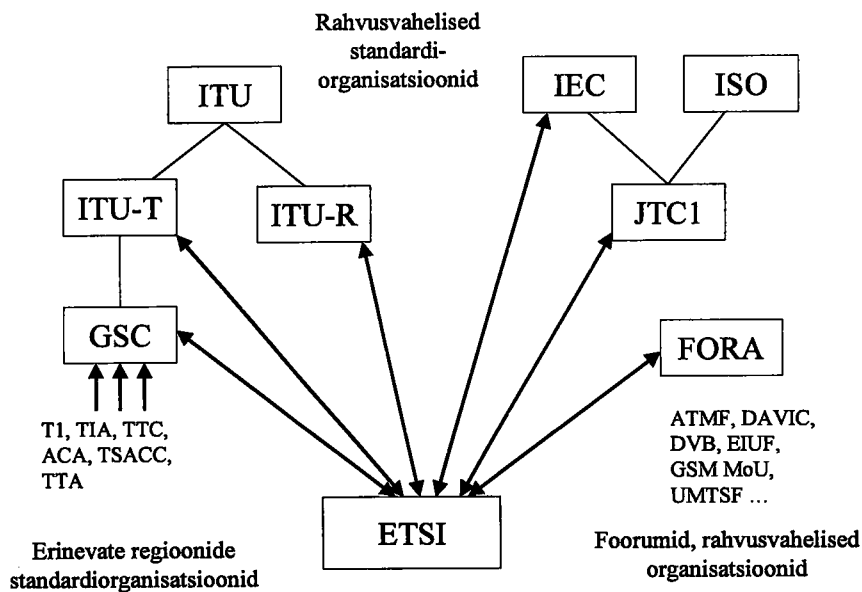 Rahvusvahelised
standardi-
organisatsioonid
ITU
IEC
ISO
ITU-T
ITU-R
JTC1
GSC
FORA
T1, TIA, TTC,
ACA, TSACC,
TTA
ATMF, DAVIC,
DVB, EIUF,
GSM MoU,
UMTSF ...
ETSI
Erinevate regioonide
standardiorganisatsioonid
Foorumid, rahvusvahelised
organisatsioonid